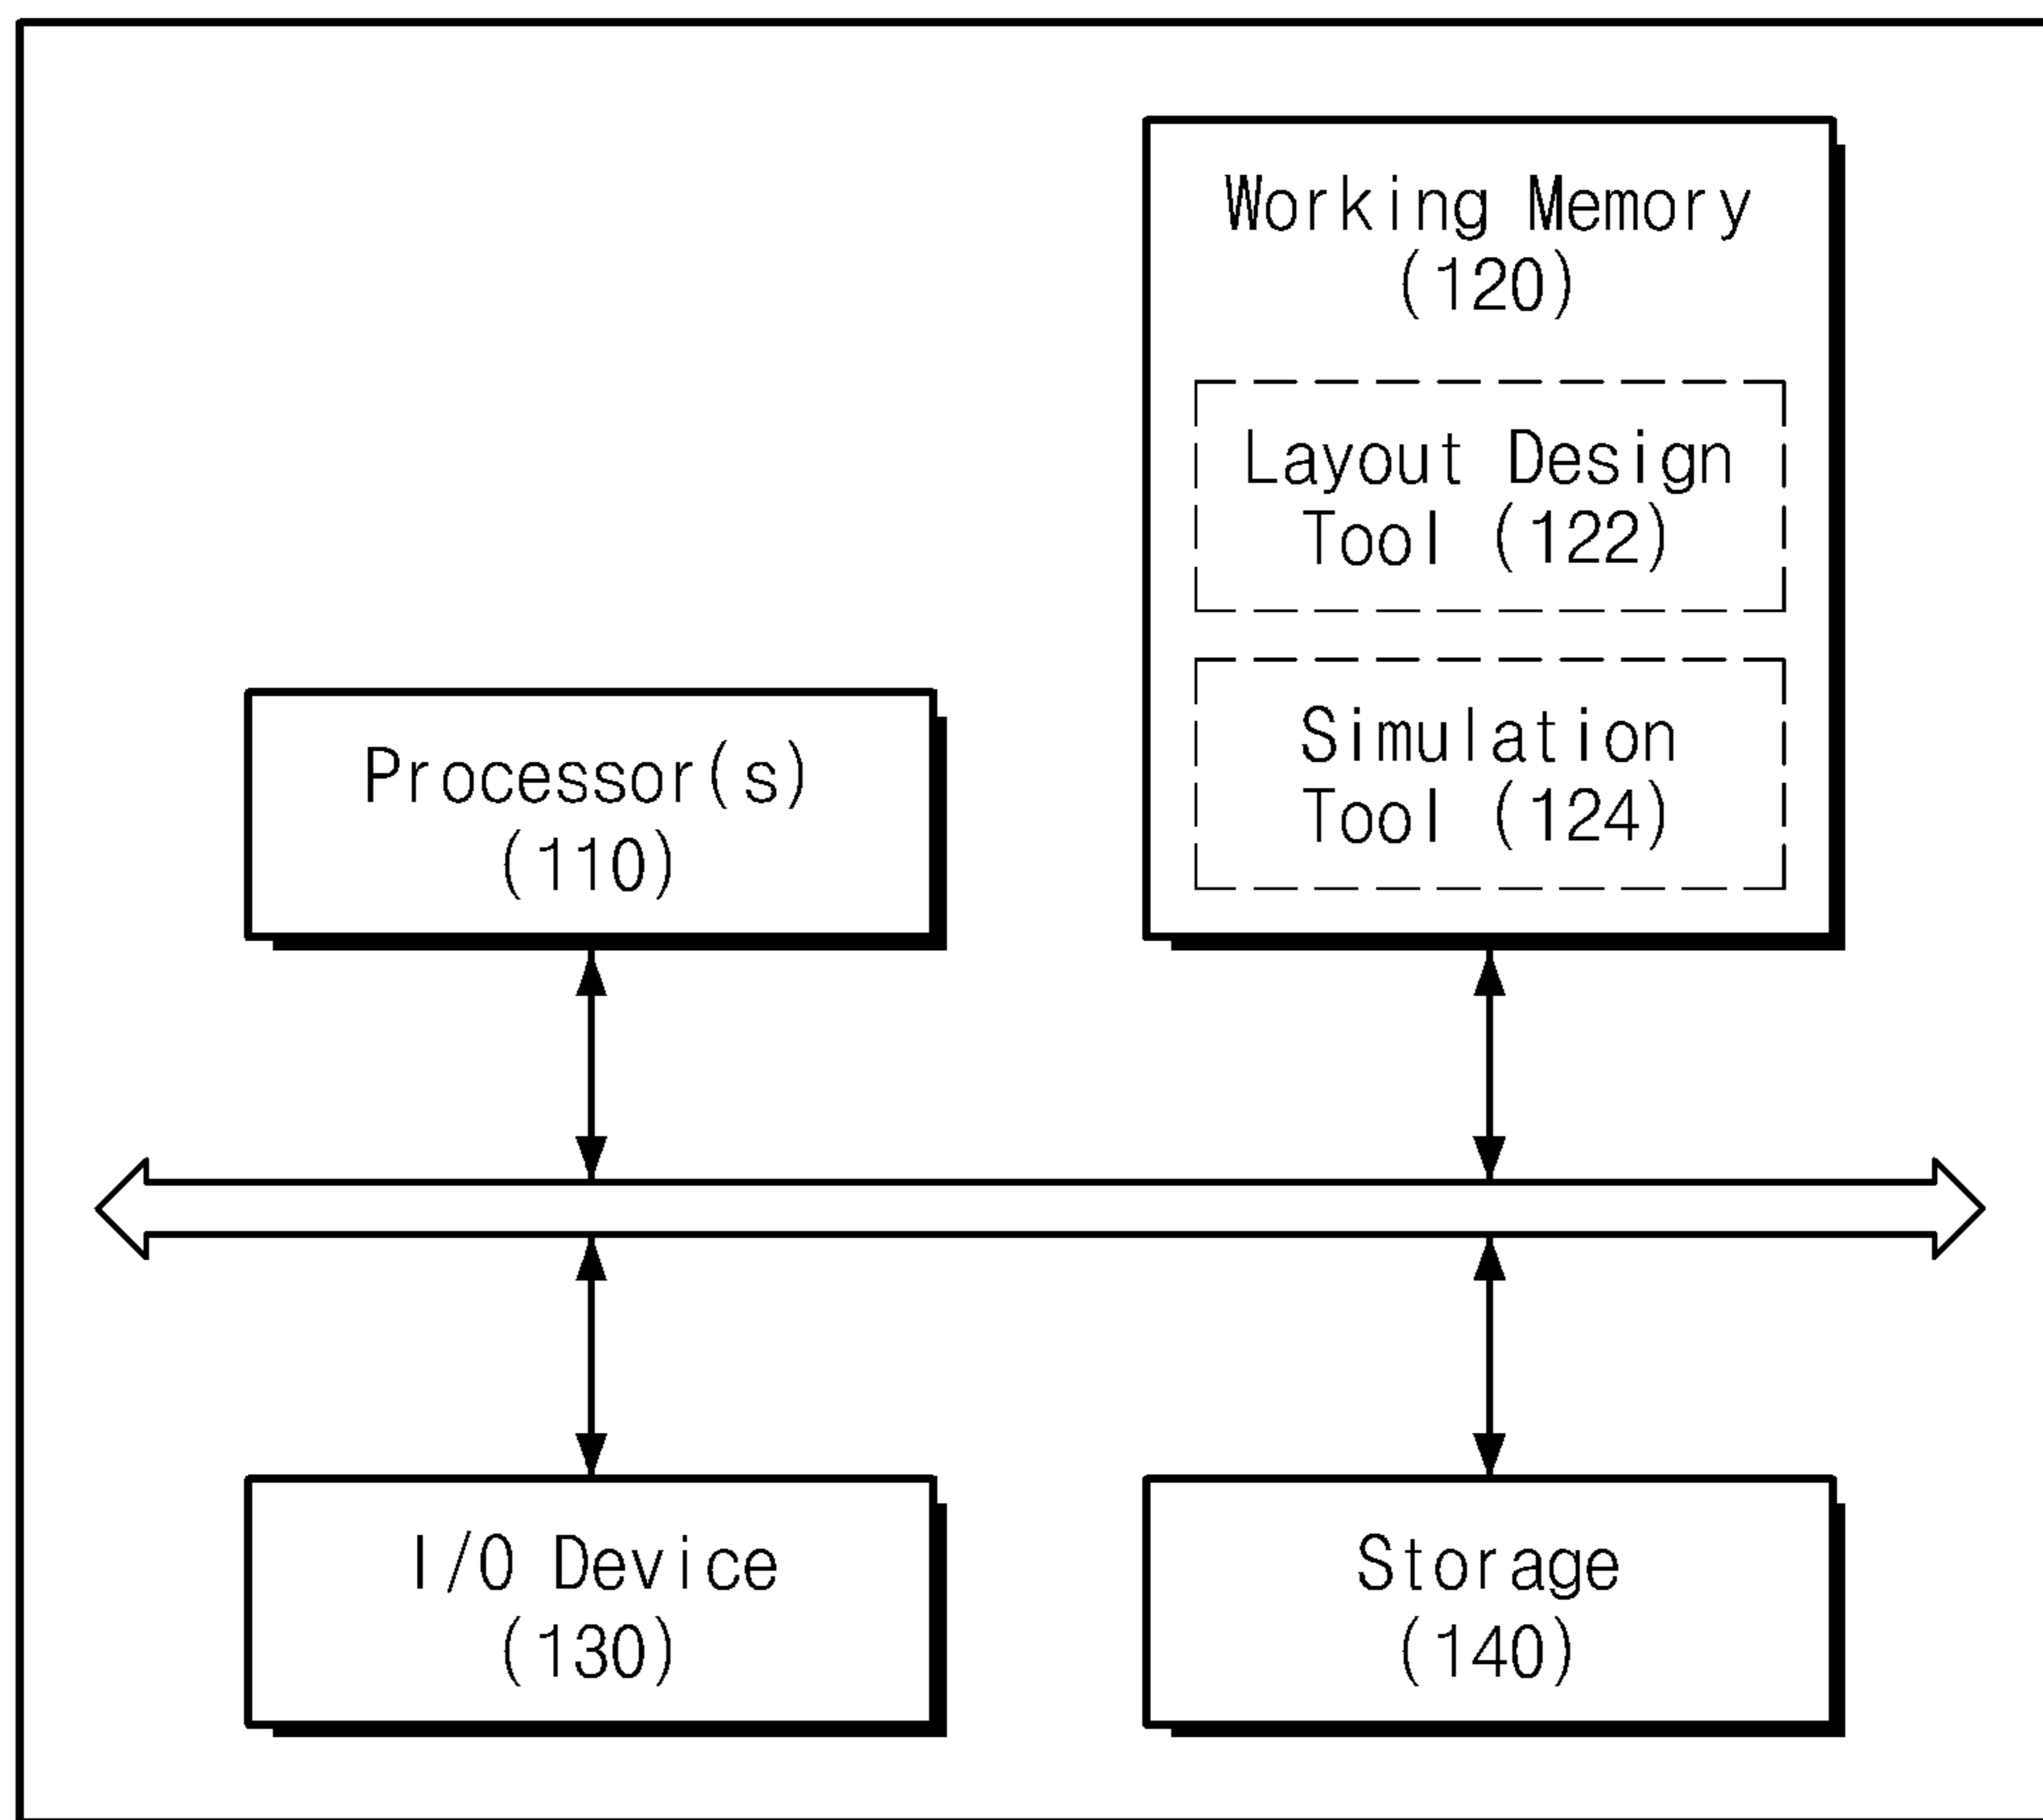 Working Memory
(120)
Layout Design
Tool (122)
Simulation
Tool (124)
Processor(s)
(110)
I/O Device
(130)
Storage
(140)